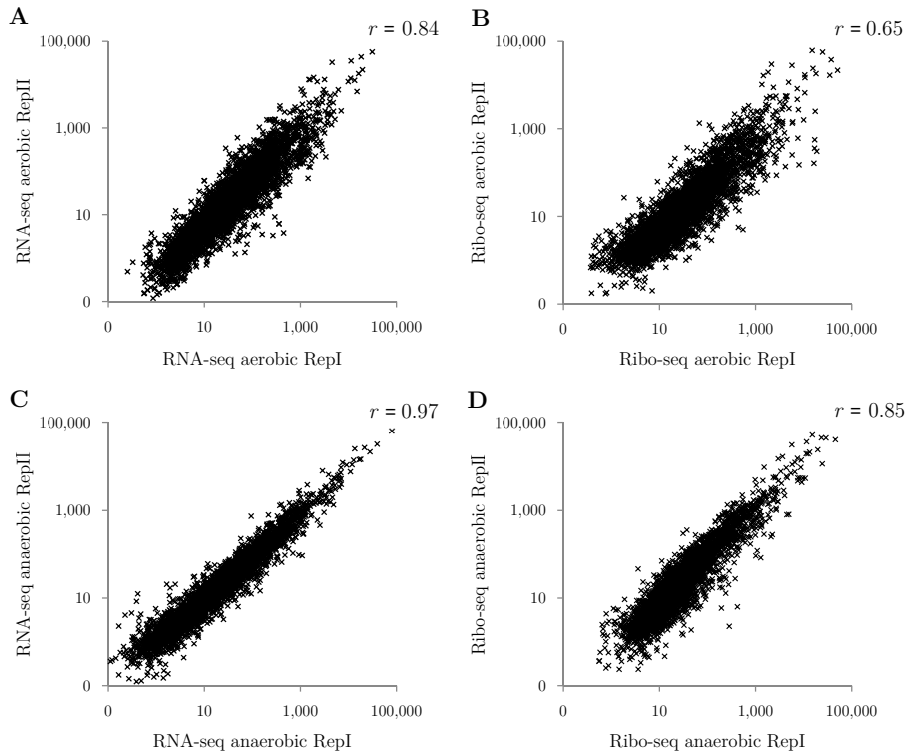 A
r = 0.84
100,000
1,000
10
0
RNA-seq aerobic RepII
0 10 1,000 100,000
RNA-seq aerobic RepI
B
r = 0.65
100,000
1,000
10
0
Ribo-seq aerobic RepII
0 10 1,000 100,000
Ribo-seq aerobic RepI
C
r = 0.97
100,000
1,000
10
0
RNA-seq anaerobic RepII
0 10 1,000 100,000
RNA-seq anaerobic RepI
D
r = 0.85
100,000
1,000
10
0
Ribo-seq anaerobic RepII
0 10 1,000 100,000
Ribo-seq anaerobic RepI